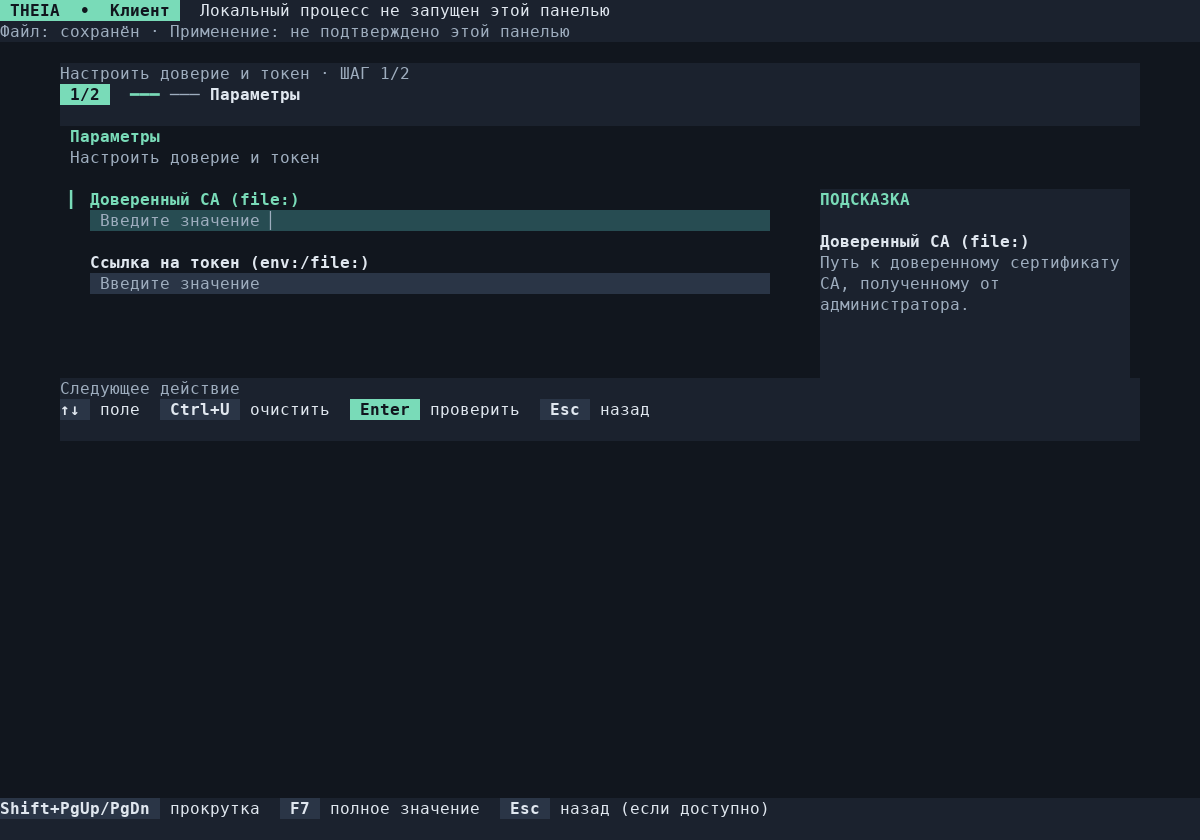 THEIA • Клиент Локальный процесс не запущен этой панелью
Файл: сохранён · Применение: не подтверждено этой панелью
Настроить доверие и токен · ШАГ 1/2
1/2 ━━━ ─── Параметры
Параметры
Настроить доверие и токен
Доверенный CA (file:)
Введите значение
Ссылка на токен (env:/file:)
Введите значение
ПОДСКАЗКА
Доверенный CA (file:)
Путь к доверенному сертификату
CA, полученному от
администратора.
Следующее действие
↑↓ поле Ctrl+U очистить Enter проверить Esc назад
Shift+PgUp/PgDn прокрутка F7 полное значение Esc назад (если доступно)